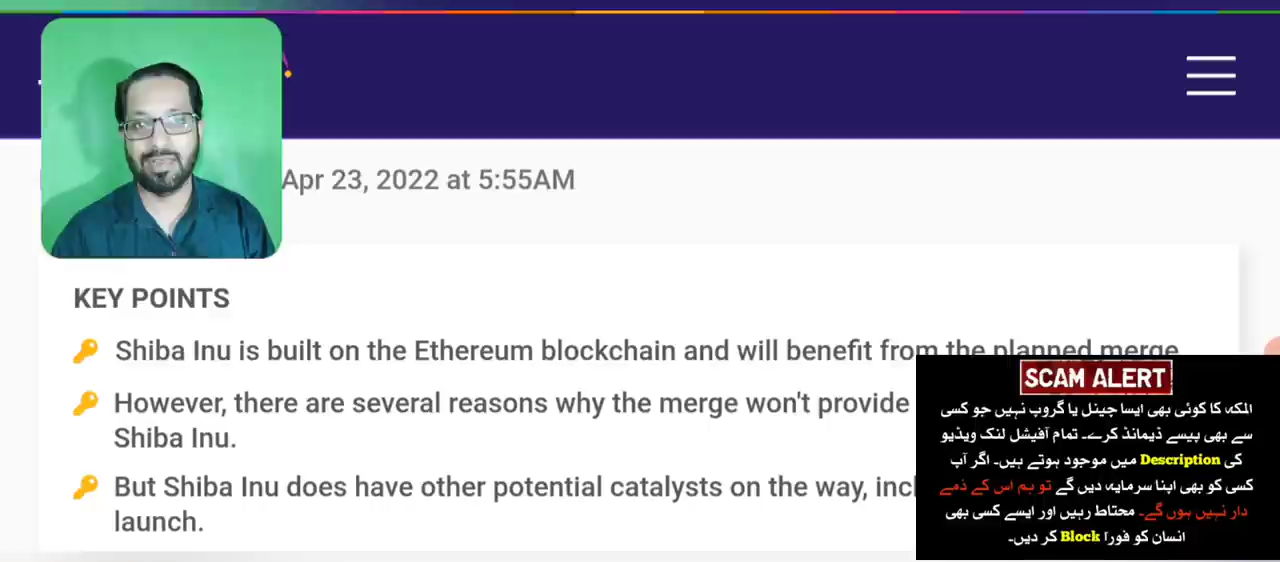 Apr 23, 2022 at 5:55AM
KEY POINTS
Shiba Inu is built on the Ethereum blockchain and will benefit from the planned merge
However, there are several reasons why the merge won't provide
Shiba Inu.
But Shiba Inu does have other potential catalysts on the way,
launch.
SCAM ALERT
المکہ کا کوئی بھی ایسا چینل یا گروپ نہیں جو کسی
سے بھی پیسے ڈیمانڈ کرے۔ تمام آفیشل لنک ویڈیو
کی Description میں موجود ہوتے ہیں۔ اگر آپ
کسی کو بھی اپنا سرمایہ دیں گے تو ہم اس کے ذمے
دار نہیں ہوں گے۔ محتاط رہیں اور ایسے کسی بھی
انسان کو فورا Block کر دیں۔